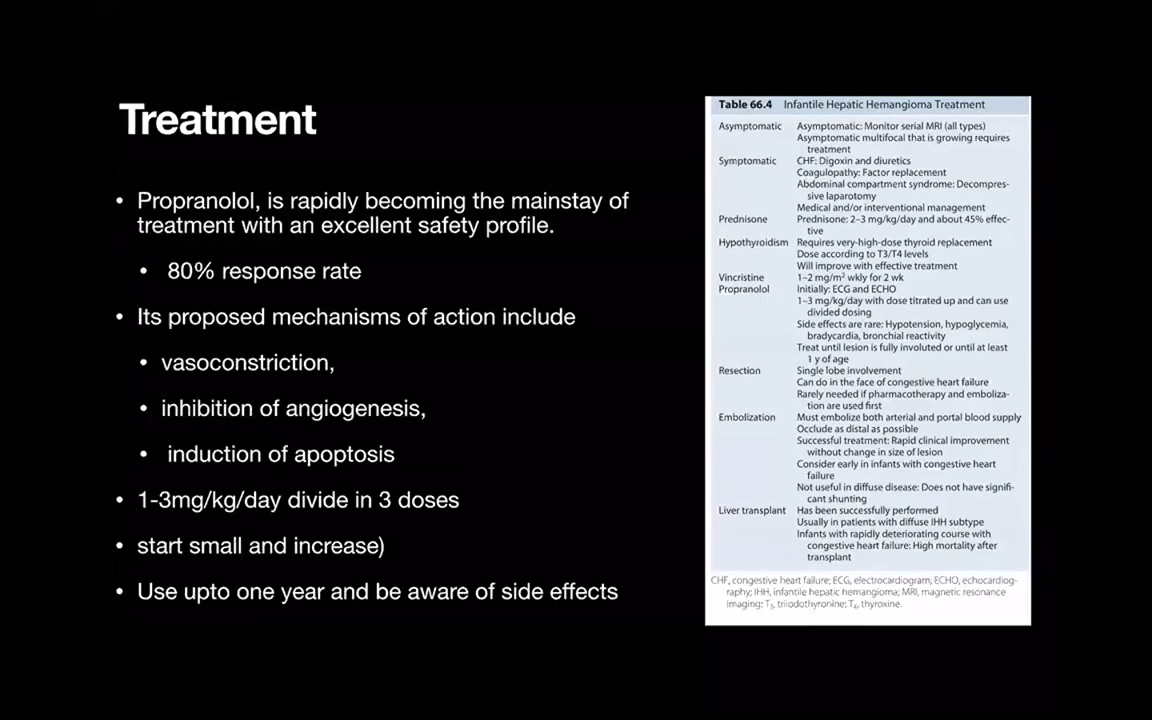 Treatment
• Propranolol, is rapidly becoming the mainstay of
treatment with an excellent safety profile.
• 80% response rate
• Its proposed mechanisms of action include
• vasoconstriction,
• inhibition of angiogenesis,
• induction of apoptosis
• 1-3mg/kg/day divide in 3 doses
• start small and increase)
• Use upto one year and be aware of side effects
Table 66.4 Infantile Hepatic Hemangioma Treatment
Asymptomatic Asymptomatic: Monitor serial MRI (all types)
Asymptomatic multifocal that is growing requires
treatment
Symptomatic CHF: Digoxin and diuretics
Coagulopathy: Factor replacement
Abdominal compartment syndrome: Decompres-
sive laparotomy
Medical and/or interventional management
Prednisone Prednisone: 2–3 mg/kg/day and about 45% effec-
tive
Hypothyroidism Requires very-high-dose thyroid replacement
Dose according to T3/T4 levels
Will improve with effective treatment
Vincristine 1–2 mg/m² wkly for 2 wk
Propranolol Initially: ECG and ECHO
1–3 mg/kg/day with dose titrated up and can use
divided dosing
Side effects are rare: Hypotension, hypoglycemia,
bradycardia, bronchial reactivity
Treat until lesion is fully involuted or until at least
1 y of age
Resection Single lobe involvement
Can do in the face of congestive heart failure
Rarely needed if pharmacotherapy and emboliza-
tion are used first
Embolization Must embolize both arterial and portal blood supply
Occlude as distal as possible
Successful treatment: Rapid clinical improvement
without change in size of lesion
Consider early in infants with congestive heart
failure
Not useful in diffuse disease: Does not have signifi-
cant shunting
Liver transplant Has been successfully performed
Usually in patients with diffuse IHH subtype
Infants with rapidly deteriorating course with
congestive heart failure: High mortality after
transplant
CHF, congestive heart failure; ECG, electrocardiogram; ECHO, echocardiog-
raphy; IHH, infantile hepatic hemangioma; MRI, magnetic resonance
imaging; T₃, triiodothyronine; T₄, thyroxine.